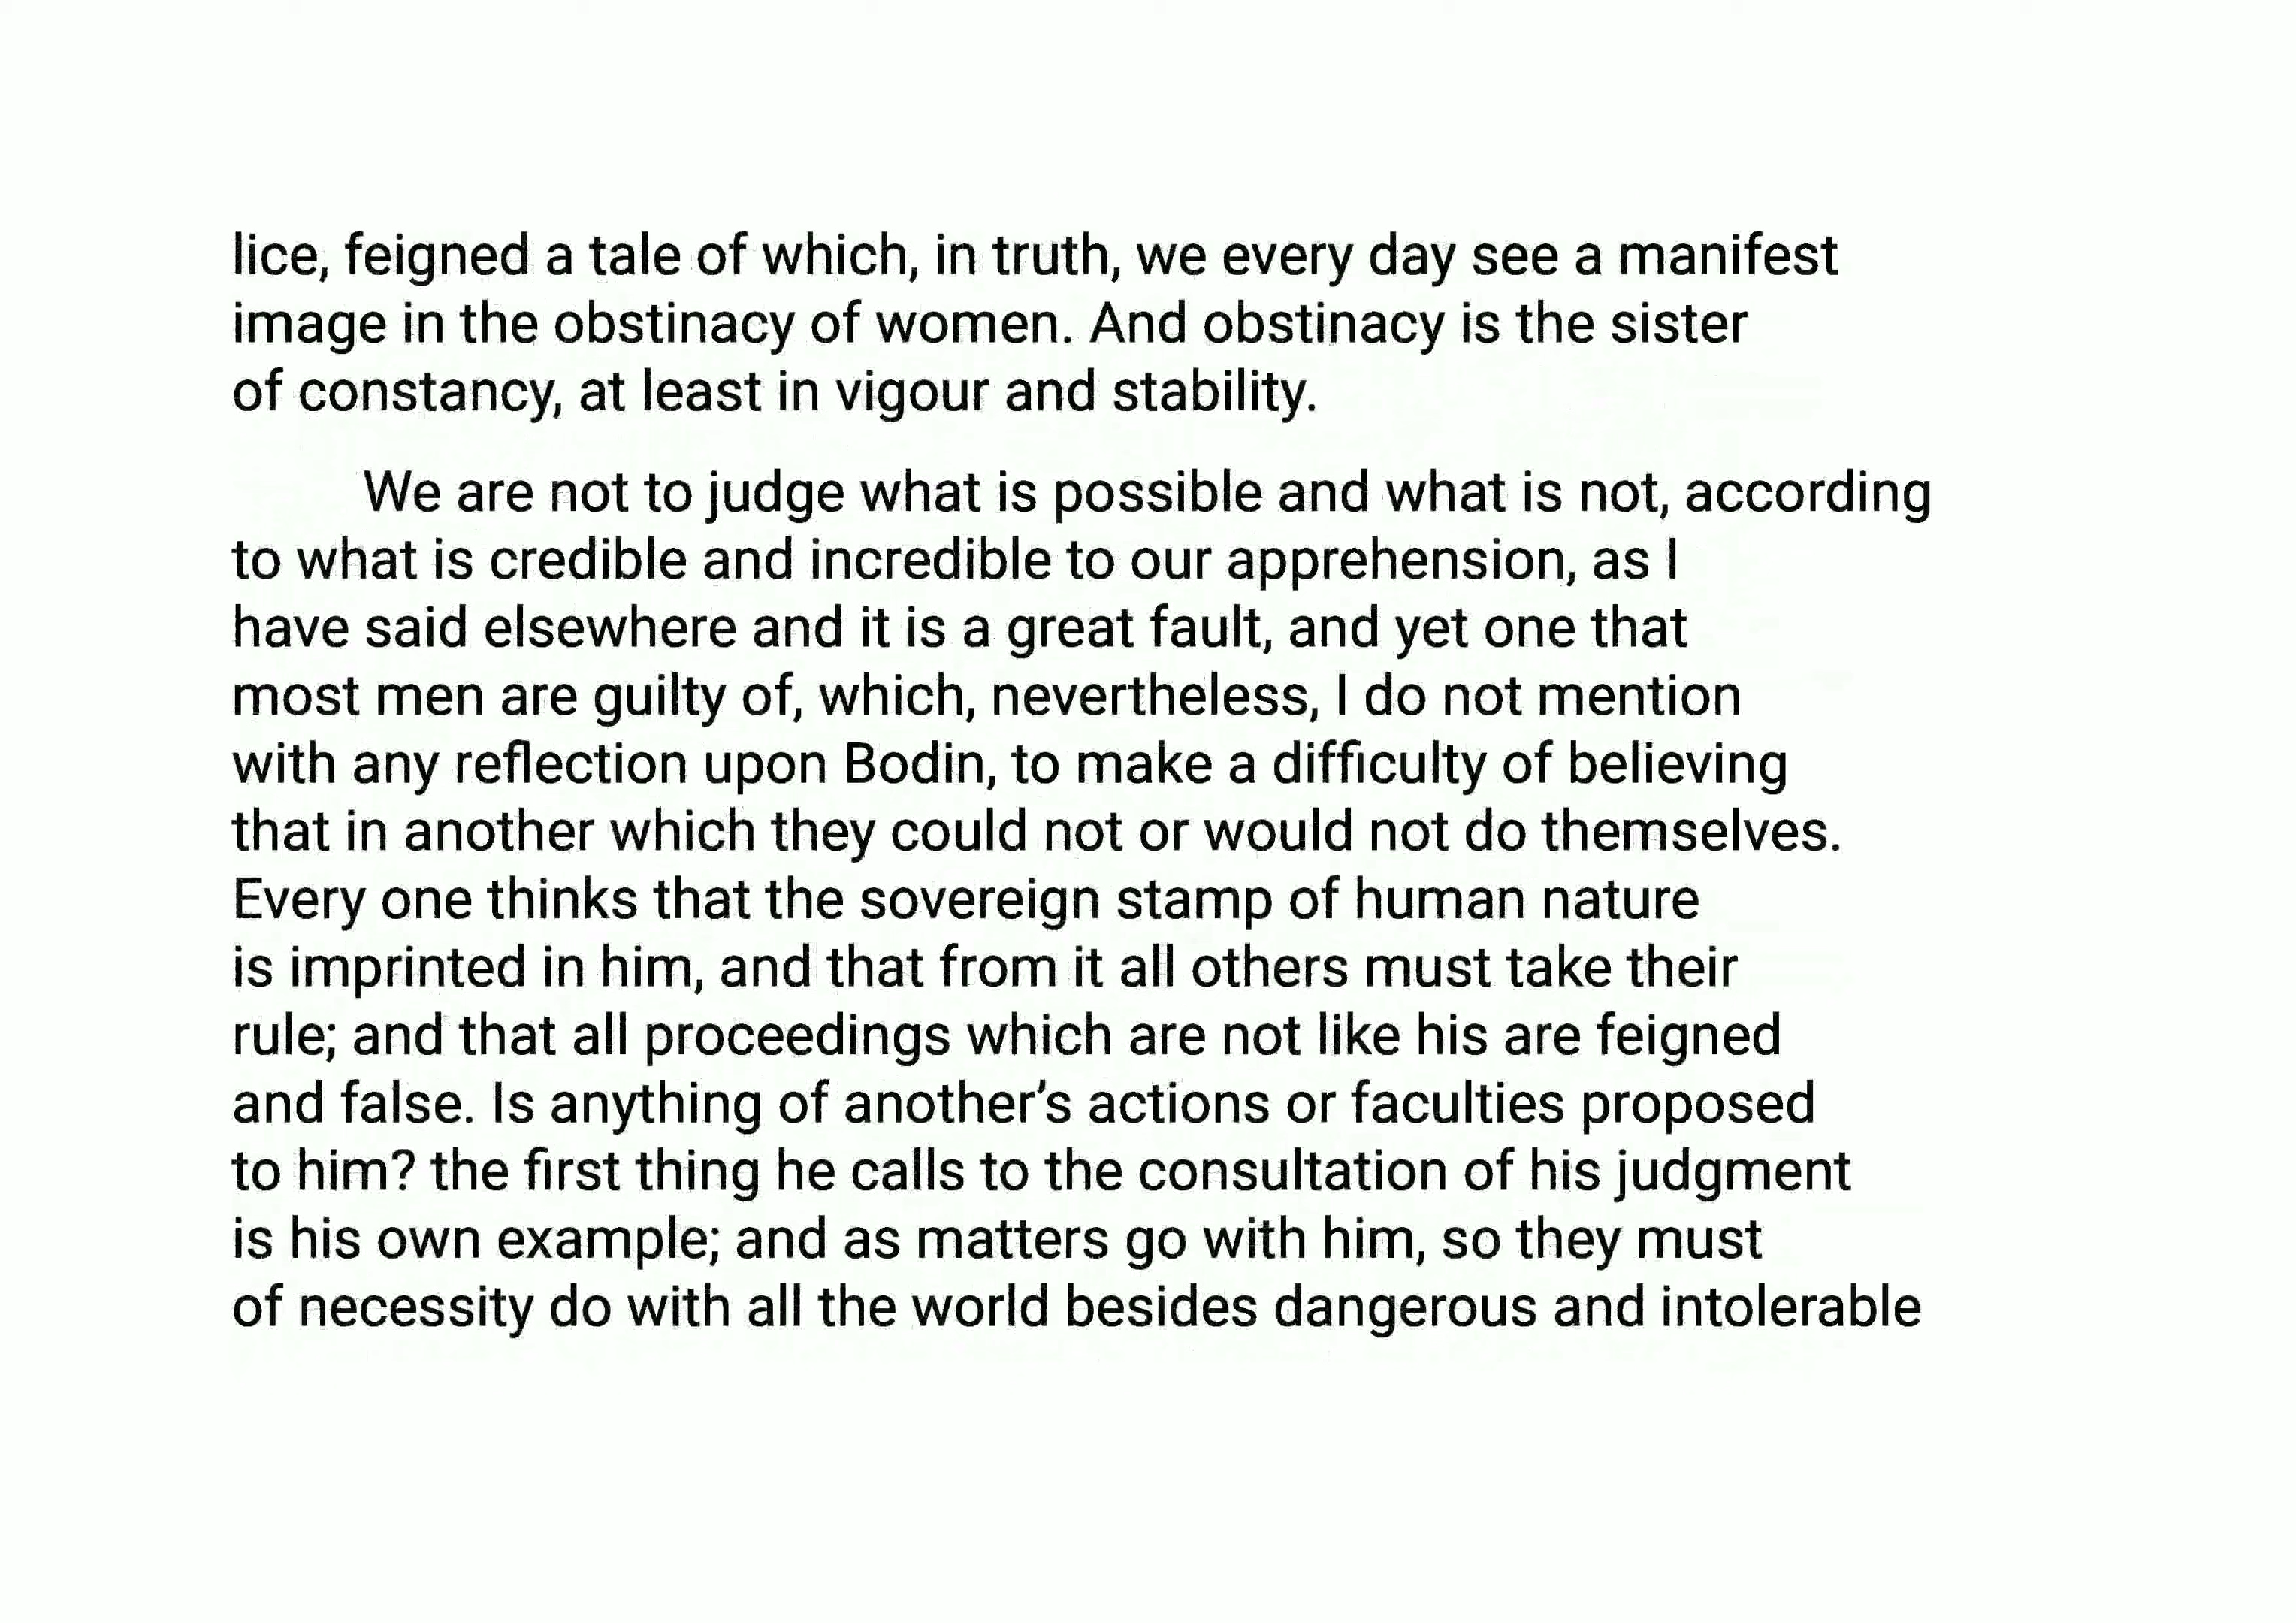 lice, feigned a tale of which, in truth, we every day see a manifest
image in the obstinacy of women. And obstinacy is the sister
of constancy, at least in vigour and stability.
We are not to judge what is possible and what is not, according
to what is credible and incredible to our apprehension, as I
have said elsewhere and it is a great fault, and yet one that
most men are guilty of, which, nevertheless, I do not mention
with any reflection upon Bodin, to make a difficulty of believing
that in another which they could not or would not do themselves.
Every one thinks that the sovereign stamp of human nature
is imprinted in him, and that from it all others must take their
rule; and that all proceedings which are not like his are feigned
and false. Is anything of another’s actions or faculties proposed
to him? the first thing he calls to the consultation of his judgment
is his own example; and as matters go with him, so they must
of necessity do with all the world besides dangerous and intolerable